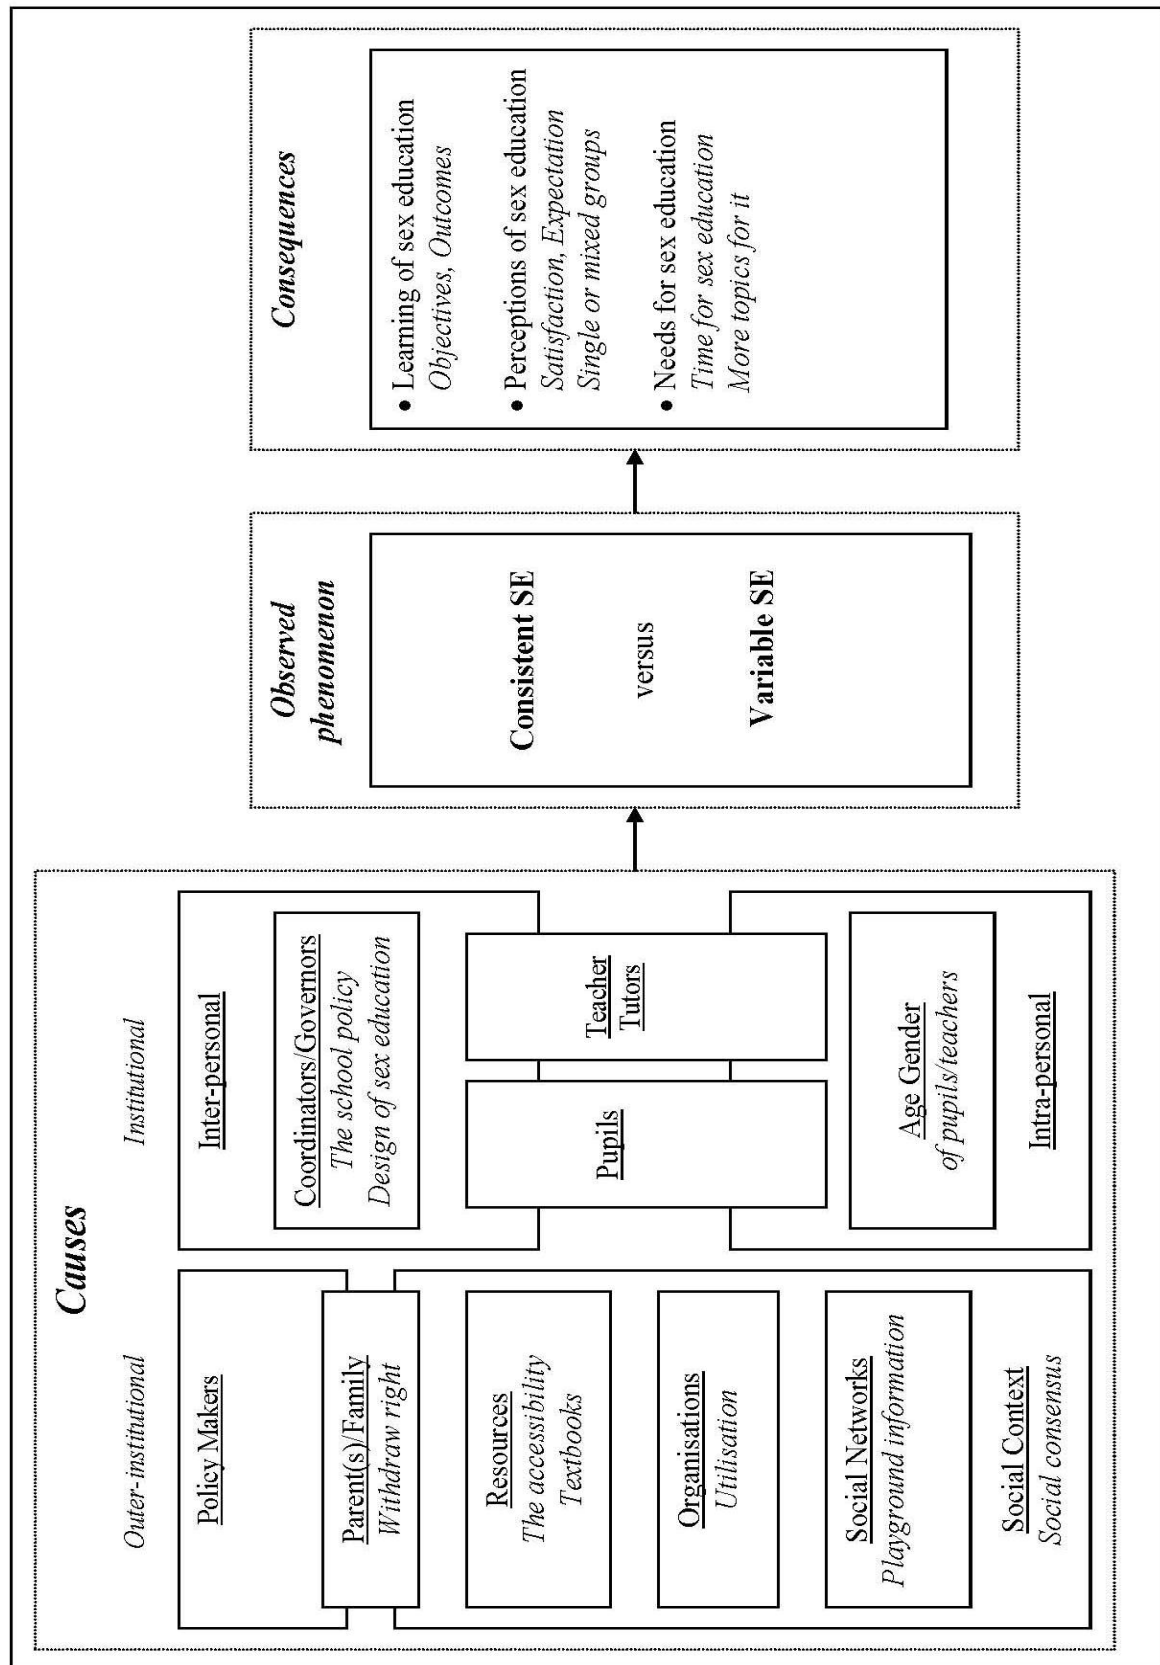 Causes
Outer-institutional
Policy Makers
Parent(s)/Family
Withdraw right
Resources
The accessibility
Textbooks
Organisations
Utilisation
Social Networks
Playground information
Social Context
Social consensus
Institutional
Inter-personal
Coordinators/Governors
The school policy
Design of sex education
Pupils
Teacher
Tutors
Age Gender
of pupils/teachers
Intra-personal
Observed
phenomenon
Consistent SE
versus
Variable SE
Consequences
• Learning of sex education
Objectives, Outcomes
• Perceptions of sex education
Satisfaction, Expectation
Single or mixed groups
• Needs for sex education
Time for sex education
More topics for it